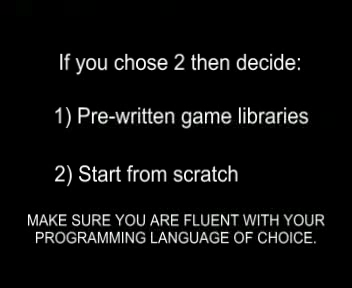 If you chose 2 then decide:
1) Pre-written game libraries
2) Start from scratch
MAKE SURE YOU ARE FLUENT WITH YOUR
PROGRAMMING LANGUAGE OF CHOICE.